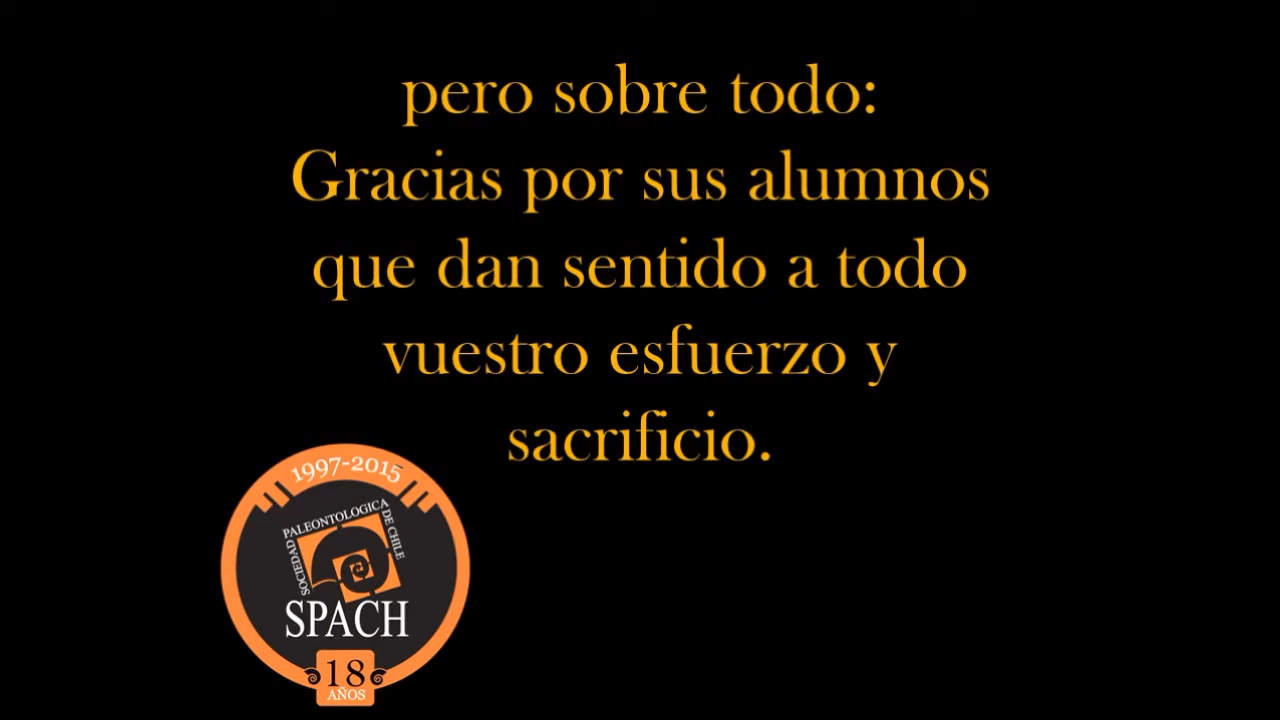 pero sobre todo:
Gracias por sus alumnos
que dan sentido a todo
vuestro esfuerzo y
sacrificio.
1997-2015
SOCIEDAD PALEONTOLOGICA DE CHILE
SPACH
18
AÑOS